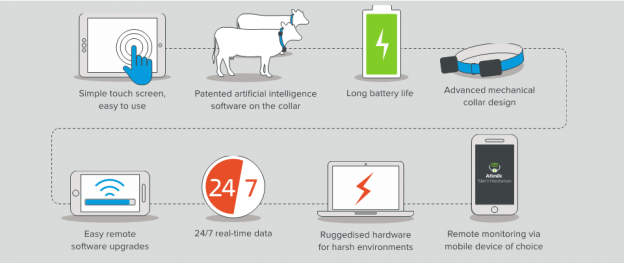 Simple touch screen,
easy to use
Patented artificial intelligence
software on the collar
Long battery life
Advanced mechanical
collar design
Easy remote
software upgrades
24/7
24/7 real-time data
Ruggedised hardware
for harsh environments
Afimilk
Remote monitoring via
mobile device of choice